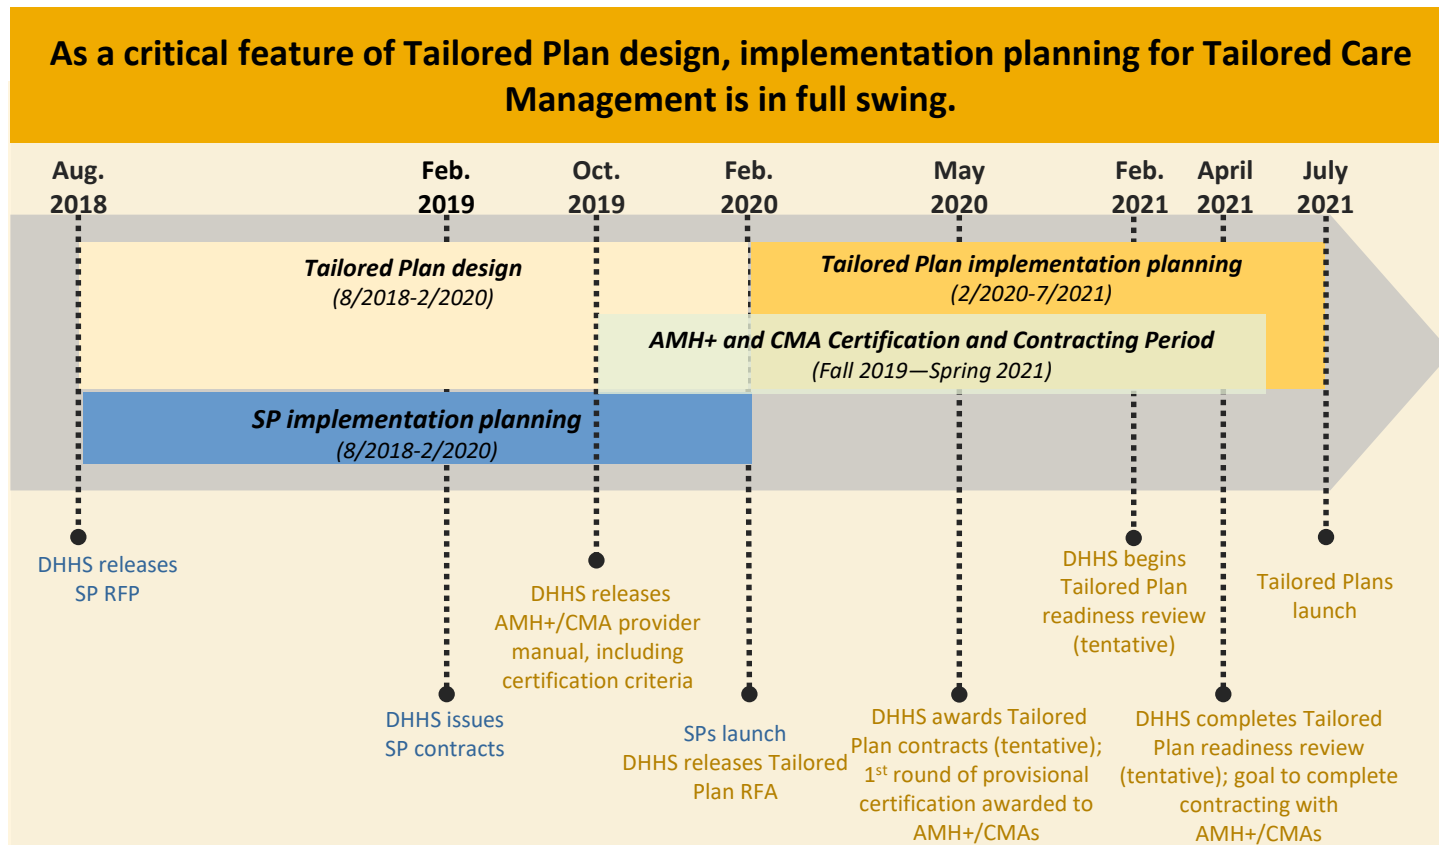 As a critical feature of Tailored Plan design, implementation planning for Tailored Care
Management is in full swing.
Aug.
2018
Feb.
2019
Oct.
2019
Feb.
2020
May
2020
Feb.
2021
April
2021
July
2021
Tailored Plan design
(8/2018-2/2020)
Tailored Plan implementation planning
(2/2020-7/2021)
AMH+ and CMA Certification and Contracting Period
(Fall 2019—Spring 2021)
SP implementation planning
(8/2018-2/2020)
DHHS releases
SP RFP
DHHS issues
SP contracts
DHHS releases
AMH+/CMA provider
manual, including
certification criteria
SPs launch
DHHS releases Tailored
Plan RFA
DHHS awards Tailored
Plan contracts (tentative);
1st round of provisional
certification awarded to
AMH+/CMAs
DHHS begins
Tailored Plan
readiness review
(tentative)
DHHS completes Tailored
Plan readiness review
(tentative); goal to complete
contracting with
AMH+/CMAs
Tailored Plans
launch